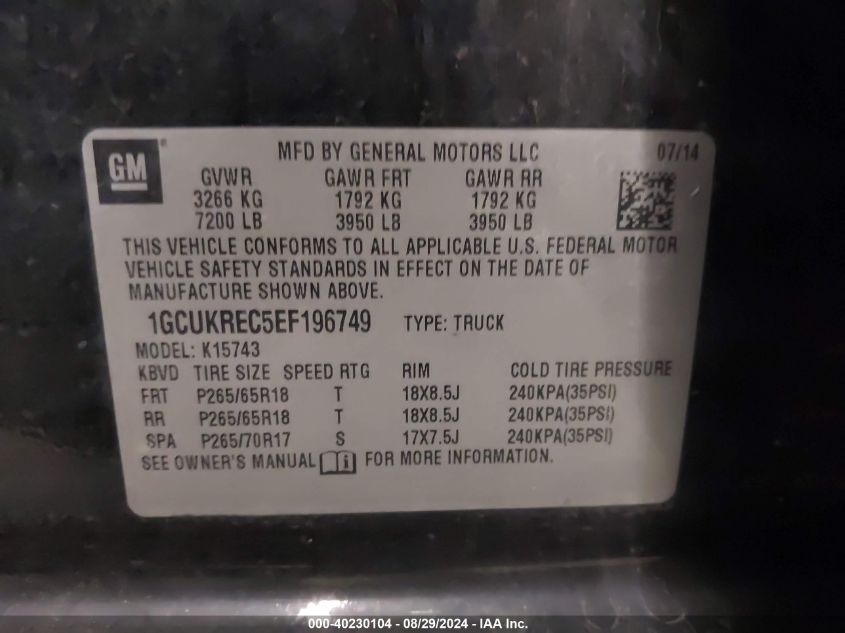 GM ® MFD BY GENERAL MOTORS LLC 07/14
GVWR GAWR FRT GAWR RR
3266 KG 1792 KG 1792 KG
7200 LB 3950 LB 3950 LB
THIS VEHICLE CONFORMS TO ALL APPLICABLE U.S. FEDERAL MOTOR
VEHICLE SAFETY STANDARDS IN EFFECT ON THE DATE OF
MANUFACTURE SHOWN ABOVE.
1GCUKREC5EF196749 TYPE: TRUCK
MODEL: K15743
KBVD TIRE SIZE SPEED RTG RIM COLD TIRE PRESSURE
FRT P265/65R18 T 18X8.5J 240KPA(35PSI)
RR P265/65R18 T 18X8.5J 240KPA(35PSI)
SPA P265/70R17 S 17X7.5J 240KPA(35PSI)
SEE OWNER'S MANUAL i FOR MORE INFORMATION.
000-40230104 - 08/29/2024 - IAA Inc.